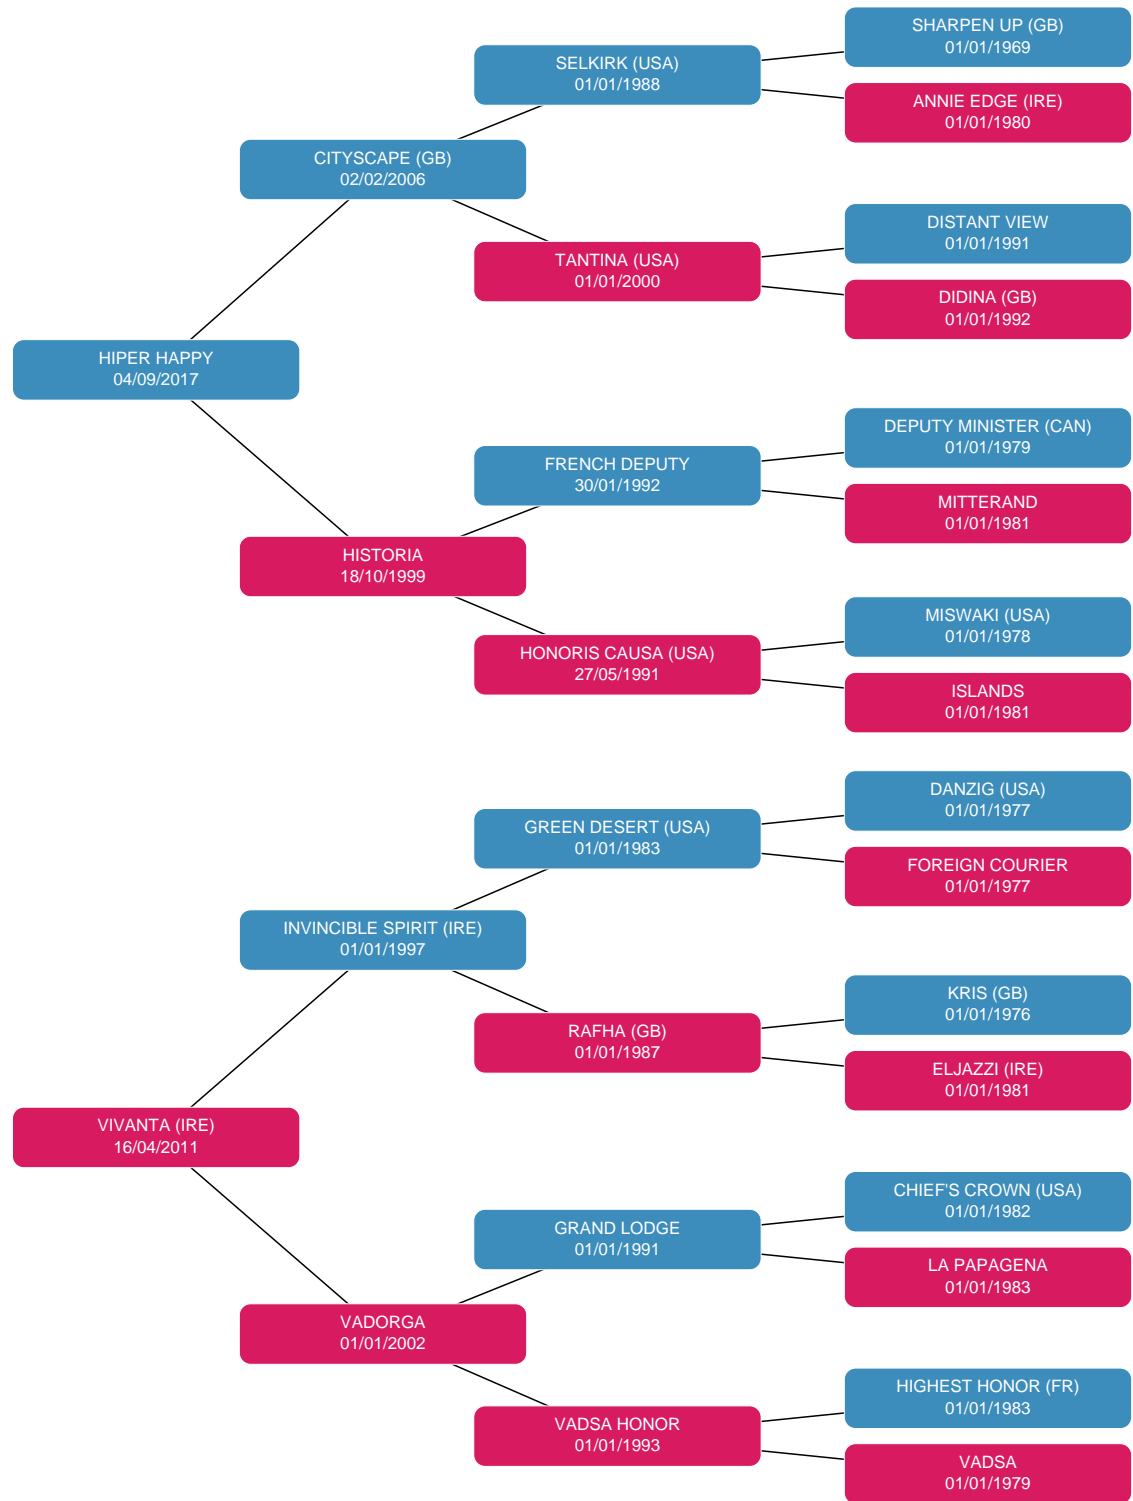 SHARPEN UP (GB)
01/01/1969
SELKIRK (USA)
01/01/1988
ANNIE EDGE (IRE)
01/01/1980
CITYSCAPE (GB)
02/02/2006
DISTANT VIEW
01/01/1991
TANTINA (USA)
01/01/2000
DIDINA (GB)
01/01/1992
HIPER HAPPY
04/09/2017
DEPUTY MINISTER (CAN)
01/01/1979
FRENCH DEPUTY
30/01/1992
MITTERAND
01/01/1981
HISTORIA
18/10/1999
MISWAKI (USA)
01/01/1978
HONORIS CAUSA (USA)
27/05/1991
ISLANDS
01/01/1981
DANZIG (USA)
01/01/1977
GREEN DESERT (USA)
01/01/1983
FOREIGN COURIER
01/01/1977
INVINCIBLE SPIRIT (IRE)
01/01/1997
KRIS (GB)
01/01/1976
RAFHA (GB)
01/01/1987
ELJAZZI (IRE)
01/01/1981
VIVANTA (IRE)
16/04/2011
CHIEF'S CROWN (USA)
01/01/1982
GRAND LODGE
01/01/1991
LA PAPAGENA
01/01/1983
VADORGA
01/01/2002
HIGHEST HONOR (FR)
01/01/1983
VADSA HONOR
01/01/1993
VADSA
01/01/1979